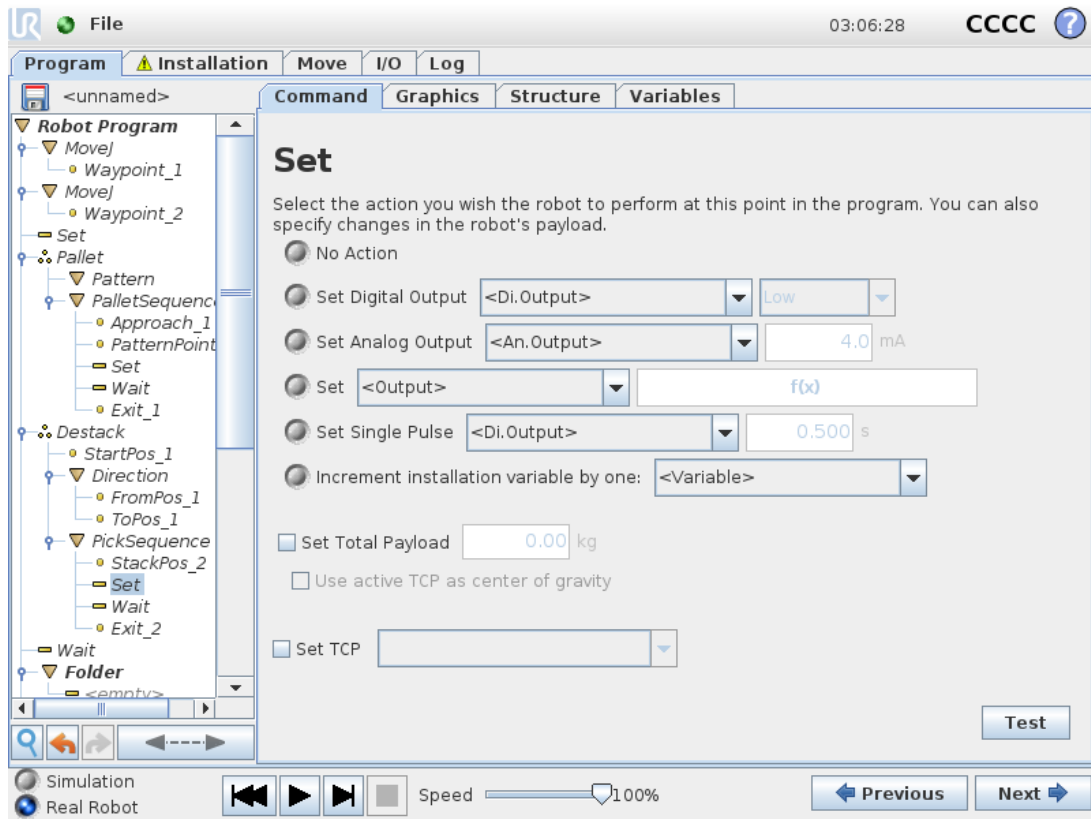 UR File 03:06:28 CCCC ?
Program Installation Move I/O Log
<unnamed>
Command Graphics Structure Variables
Robot Program
MoveJ
Waypoint_1
MoveJ
Waypoint_2
Set
Pallet
Pattern
PalletSequenc
Approach_1
PatternPoint
Set
Wait
Exit_1
Destack
StartPos_1
Direction
FromPos_1
ToPos_1
PickSequence
StackPos_2
Set
Wait
Exit_2
Wait
Folder
<empty>
Set
Select the action you wish the robot to perform at this point in the program. You can also
specify changes in the robot's payload.
No Action
Set Digital Output <Di.Output> Low
Set Analog Output <An.Output> 4.0 mA
Set <Output> f(x)
Set Single Pulse <Di.Output> 0.500 s
Increment installation variable by one: <Variable>
Set Total Payload 0.00 kg
Use active TCP as center of gravity
Set TCP
Test
Simulation
Real Robot
Speed 100%
Previous Next